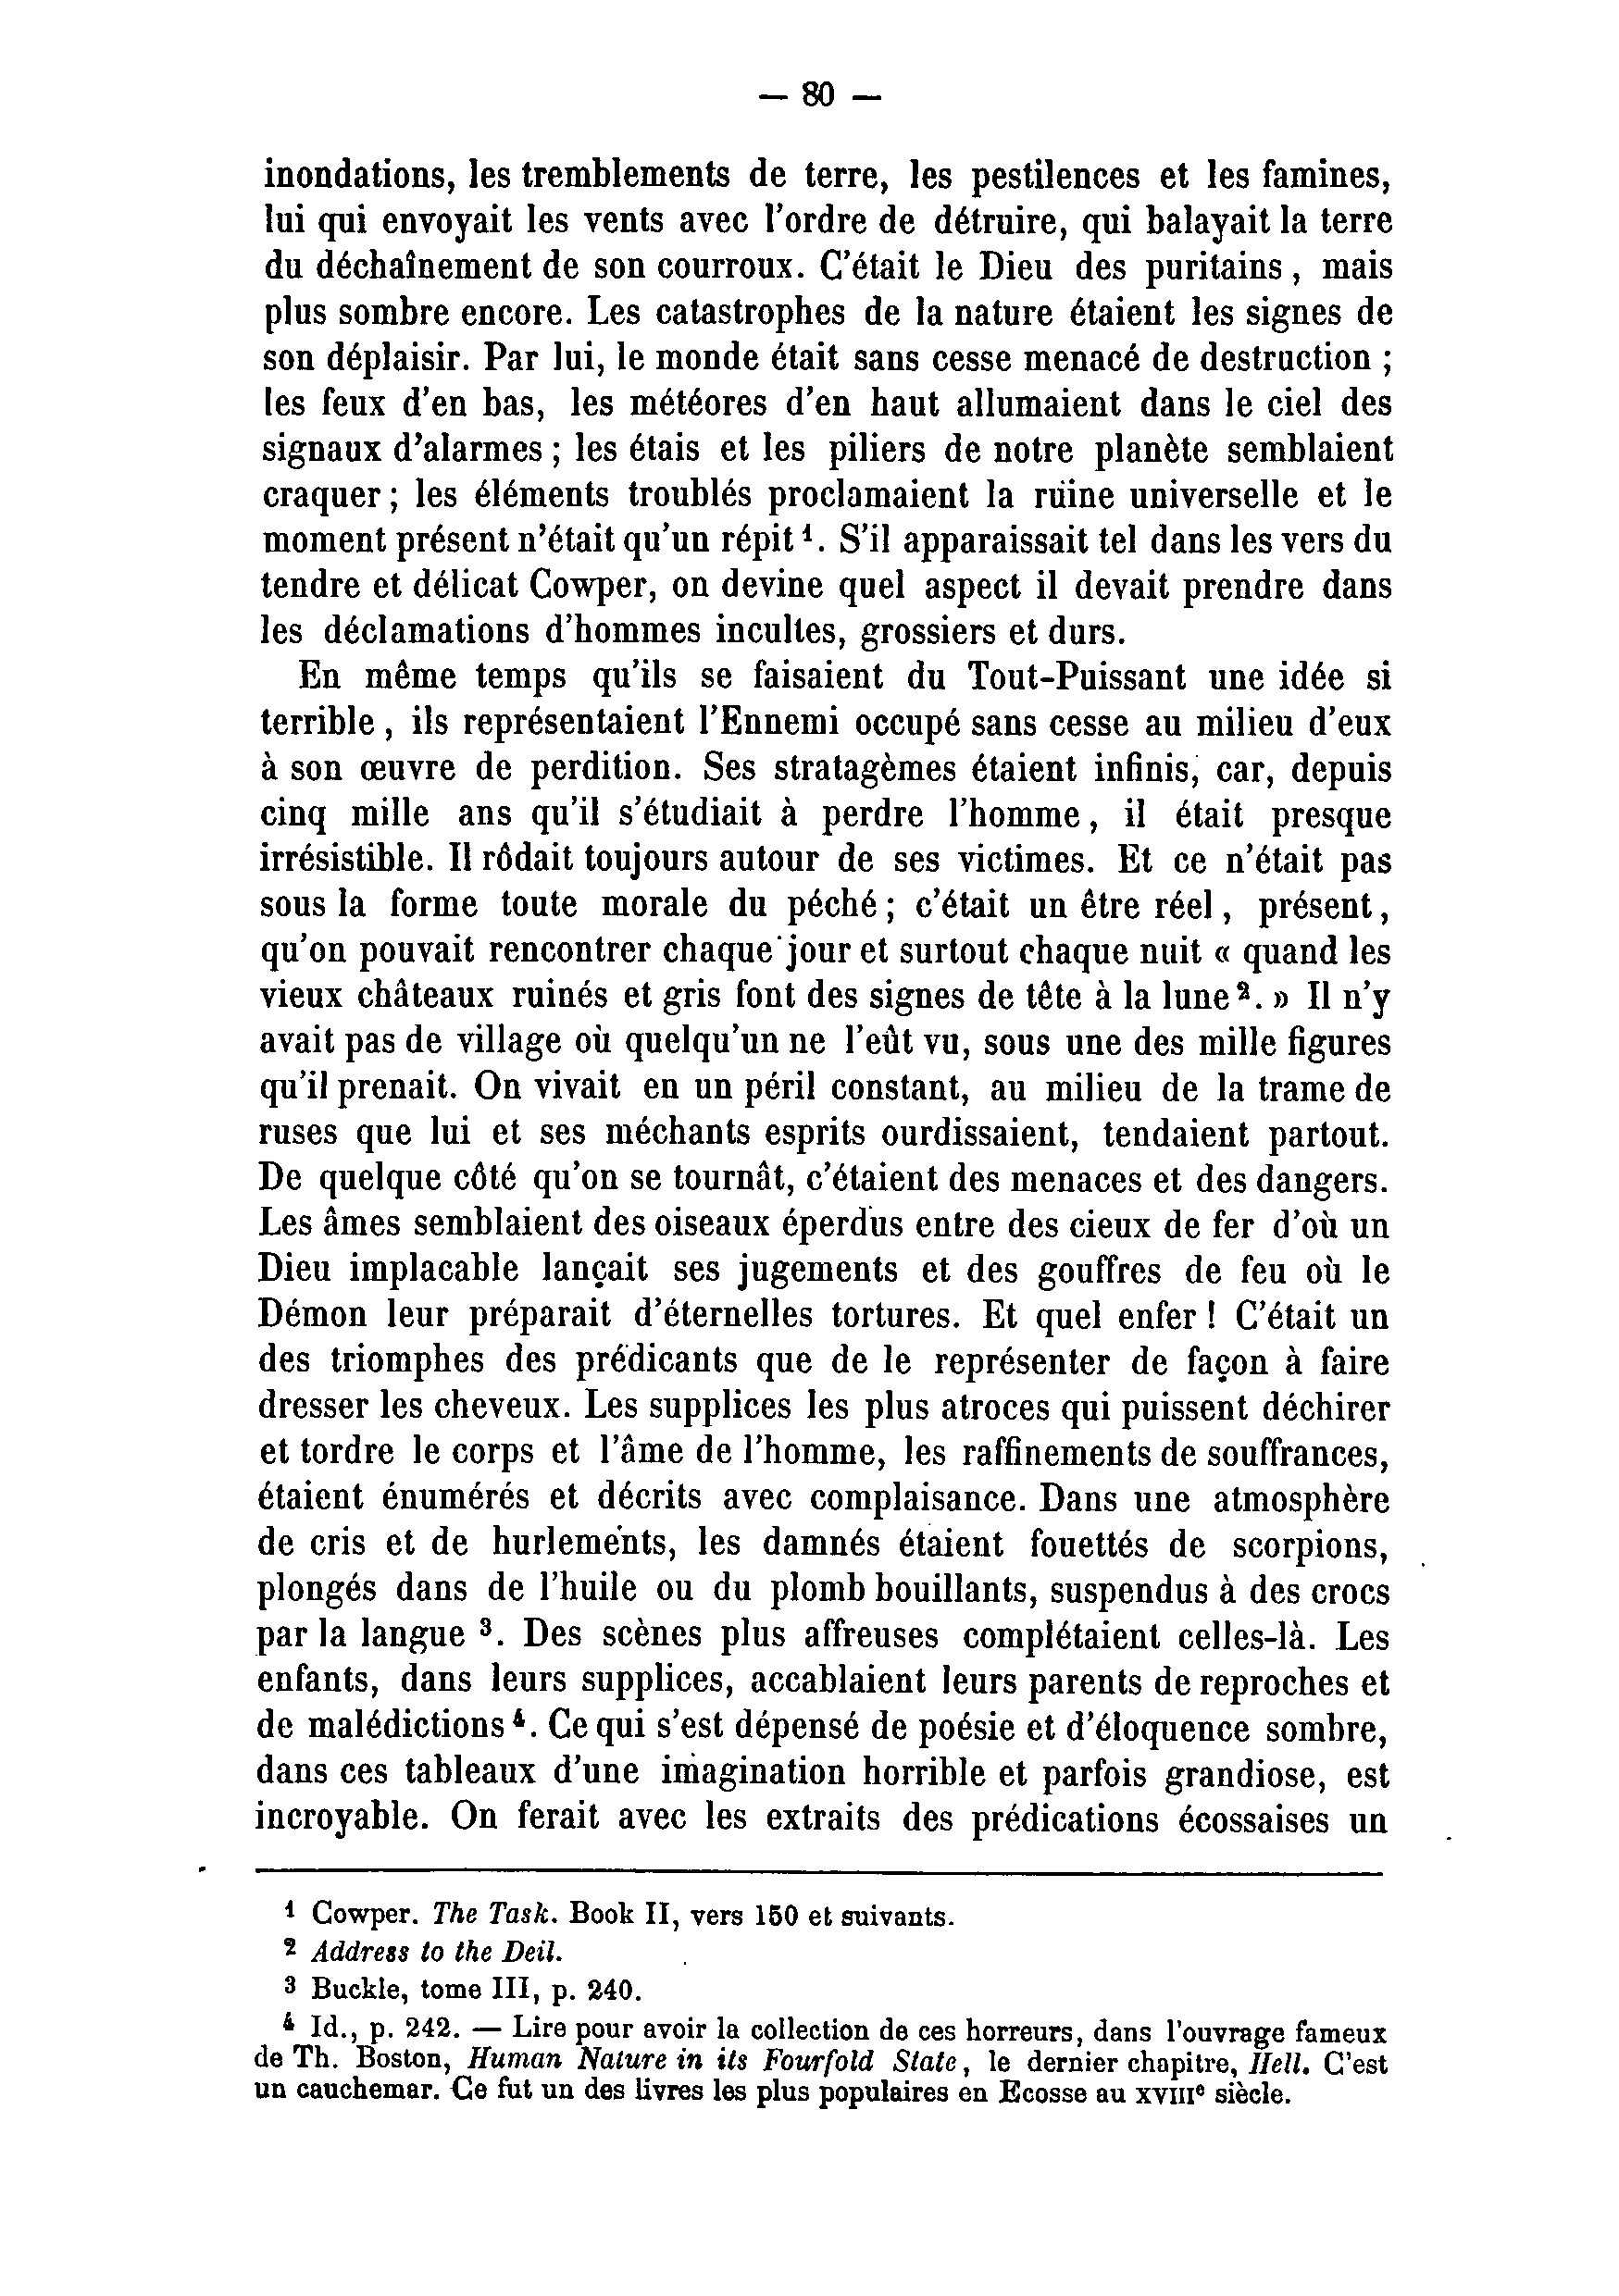 — 80 —
inondations, les tremblements de terre, les pestilences et les famines,
lui qui envoyait les vents avec l'ordre de détruire, qui balayait la terre
du déchaînement de son courroux. C'était le Dieu des puritains, mais
plus sombre encore. Les catastrophes de la nature étaient les signes de
son déplaisir. Par lui, le monde était sans cesse menacé de destruction ;
les feux d'en bas, les météores d'en haut allumaient dans le ciel des
signaux d'alarmes ; les étais et les piliers de notre planète semblaient
craquer ; les éléments troublés proclamaient la ruine universelle et le
moment présent n'était qu'un répit ¹. S'il apparaissait tel dans les vers du
tendre et délicat Cowper, on devine quel aspect il devait prendre dans
les déclamations d'hommes incultes, grossiers et durs.
En même temps qu'ils se faisaient du Tout-Puissant une idée si
terrible, ils représentaient l'Ennemi occupé sans cesse au milieu d'eux
à son œuvre de perdition. Ses stratagèmes étaient infinis, car, depuis
cinq mille ans qu'il s'étudiait à perdre l'homme, il était presque
irrésistible. Il rôdait toujours autour de ses victimes. Et ce n'était pas
sous la forme toute morale du péché ; c'était un être réel, présent,
qu'on pouvait rencontrer chaque jour et surtout chaque nuit « quand les
vieux châteaux ruinés et gris font des signes de tête à la lune ². » Il n'y
avait pas de village où quelqu'un ne l'eût vu, sous une des mille figures
qu'il prenait. On vivait en un péril constant, au milieu de la trame de
ruses que lui et ses méchants esprits ourdissaient, tendaient partout.
De quelque côté qu'on se tournât, c'étaient des menaces et des dangers.
Les âmes semblaient des oiseaux éperdus entre des cieux de fer d'où un
Dieu implacable lançait ses jugements et des gouffres de feu où le
Démon leur préparait d'éternelles tortures. Et quel enfer ! C'était un
des triomphes des prédicants que de le représenter de façon à faire
dresser les cheveux. Les supplices les plus atroces qui puissent déchirer
et tordre le corps et l'âme de l'homme, les raffinements de souffrances,
étaient énumérés et décrits avec complaisance. Dans une atmosphère
de cris et de hurlements, les damnés étaient fouettés de scorpions,
plongés dans de l'huile ou du plomb bouillants, suspendus à des crocs
par la langue ³. Des scènes plus affreuses complétaient celles-là. Les
enfants, dans leurs supplices, accablaient leurs parents de reproches et
de malédictions ⁴. Ce qui s'est dépensé de poésie et d'éloquence sombre,
dans ces tableaux d'une imagination horrible et parfois grandiose, est
incroyable. On ferait avec les extraits des prédications écossaises un
¹ Cowper. The Task. Book II, vers 150 et suivants.
² Address to the Deil.
³ Buckle, tome III, p. 240.
⁴ Id., p. 242. — Lire pour avoir la collection de ces horreurs, dans l'ouvrage fameux
de Th. Boston, Human Nature in its Fourfold State, le dernier chapitre, Hell. C'est
un cauchemar. Ce fut un des livres les plus populaires en Ecosse au XVIIIᵉ siècle.